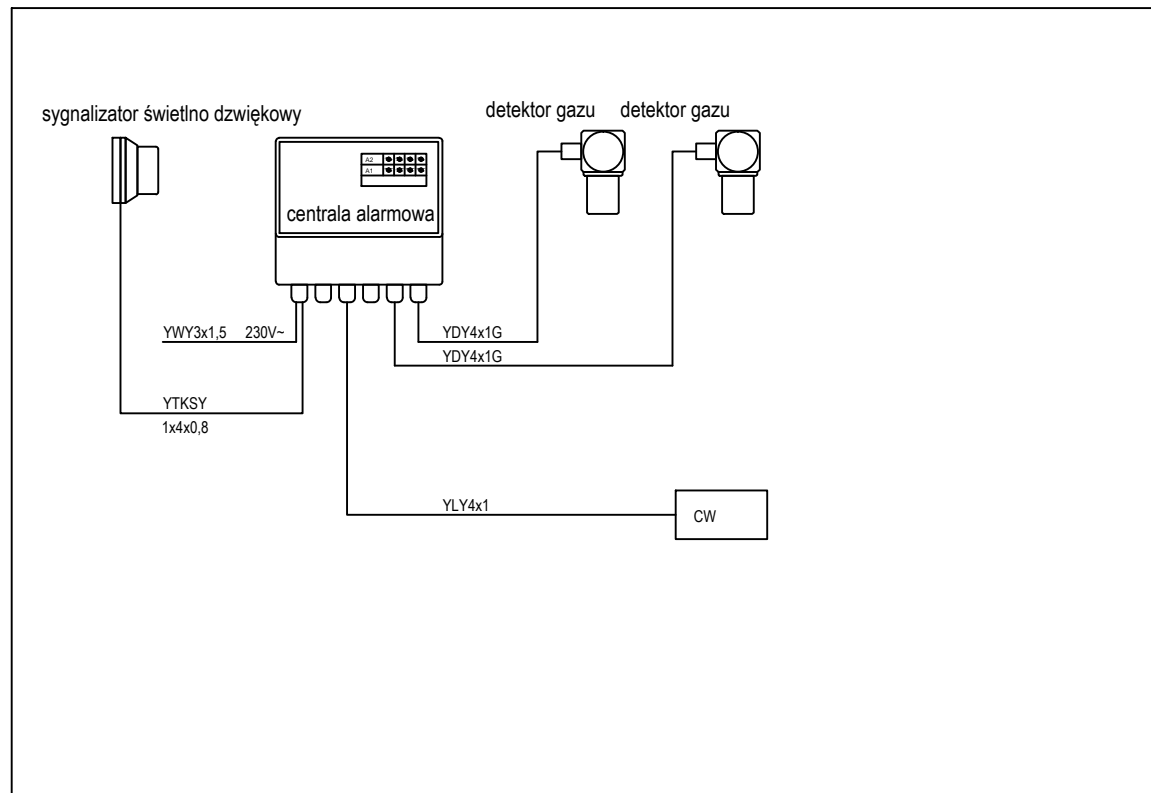 sygnalizator świetlno dzwiękowy
detektor gazu
detektor gazu
A2
A1
centrala alarmowa
YWY3x1,5 230V~
YDY4x1G
YDY4x1G
YTKSY
1x4x0,8
YLY4x1
CW